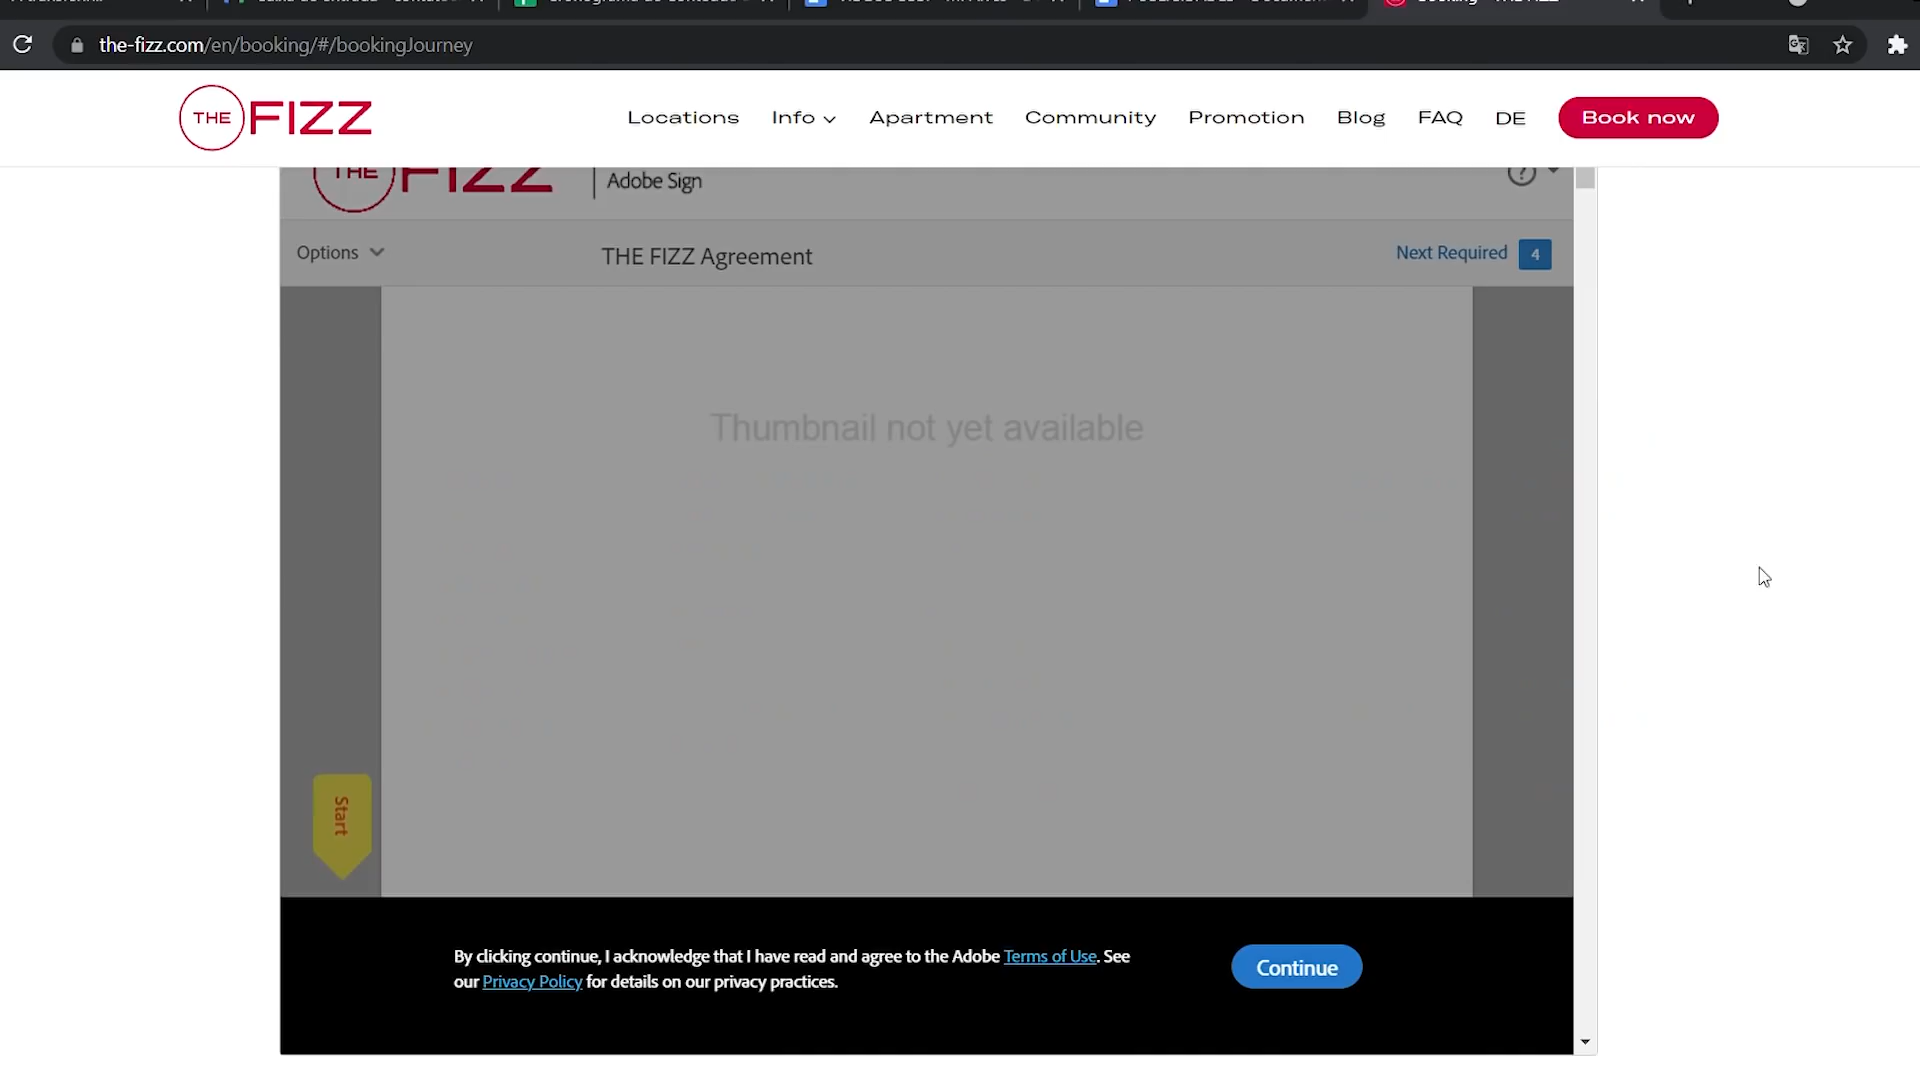 the-fizz.com/en/booking/#/bookingJourney
THE FIZZ
Locations Info Apartment Community Promotion Blog FAQ DE Book now
THE FIZZ Adobe Sign ?
Options THE FIZZ Agreement Next Required 4
Thumbnail not yet available
Start
By clicking continue, I acknowledge that I have read and agree to the Adobe Terms of Use. See
our Privacy Policy for details on our privacy practices.
Continue